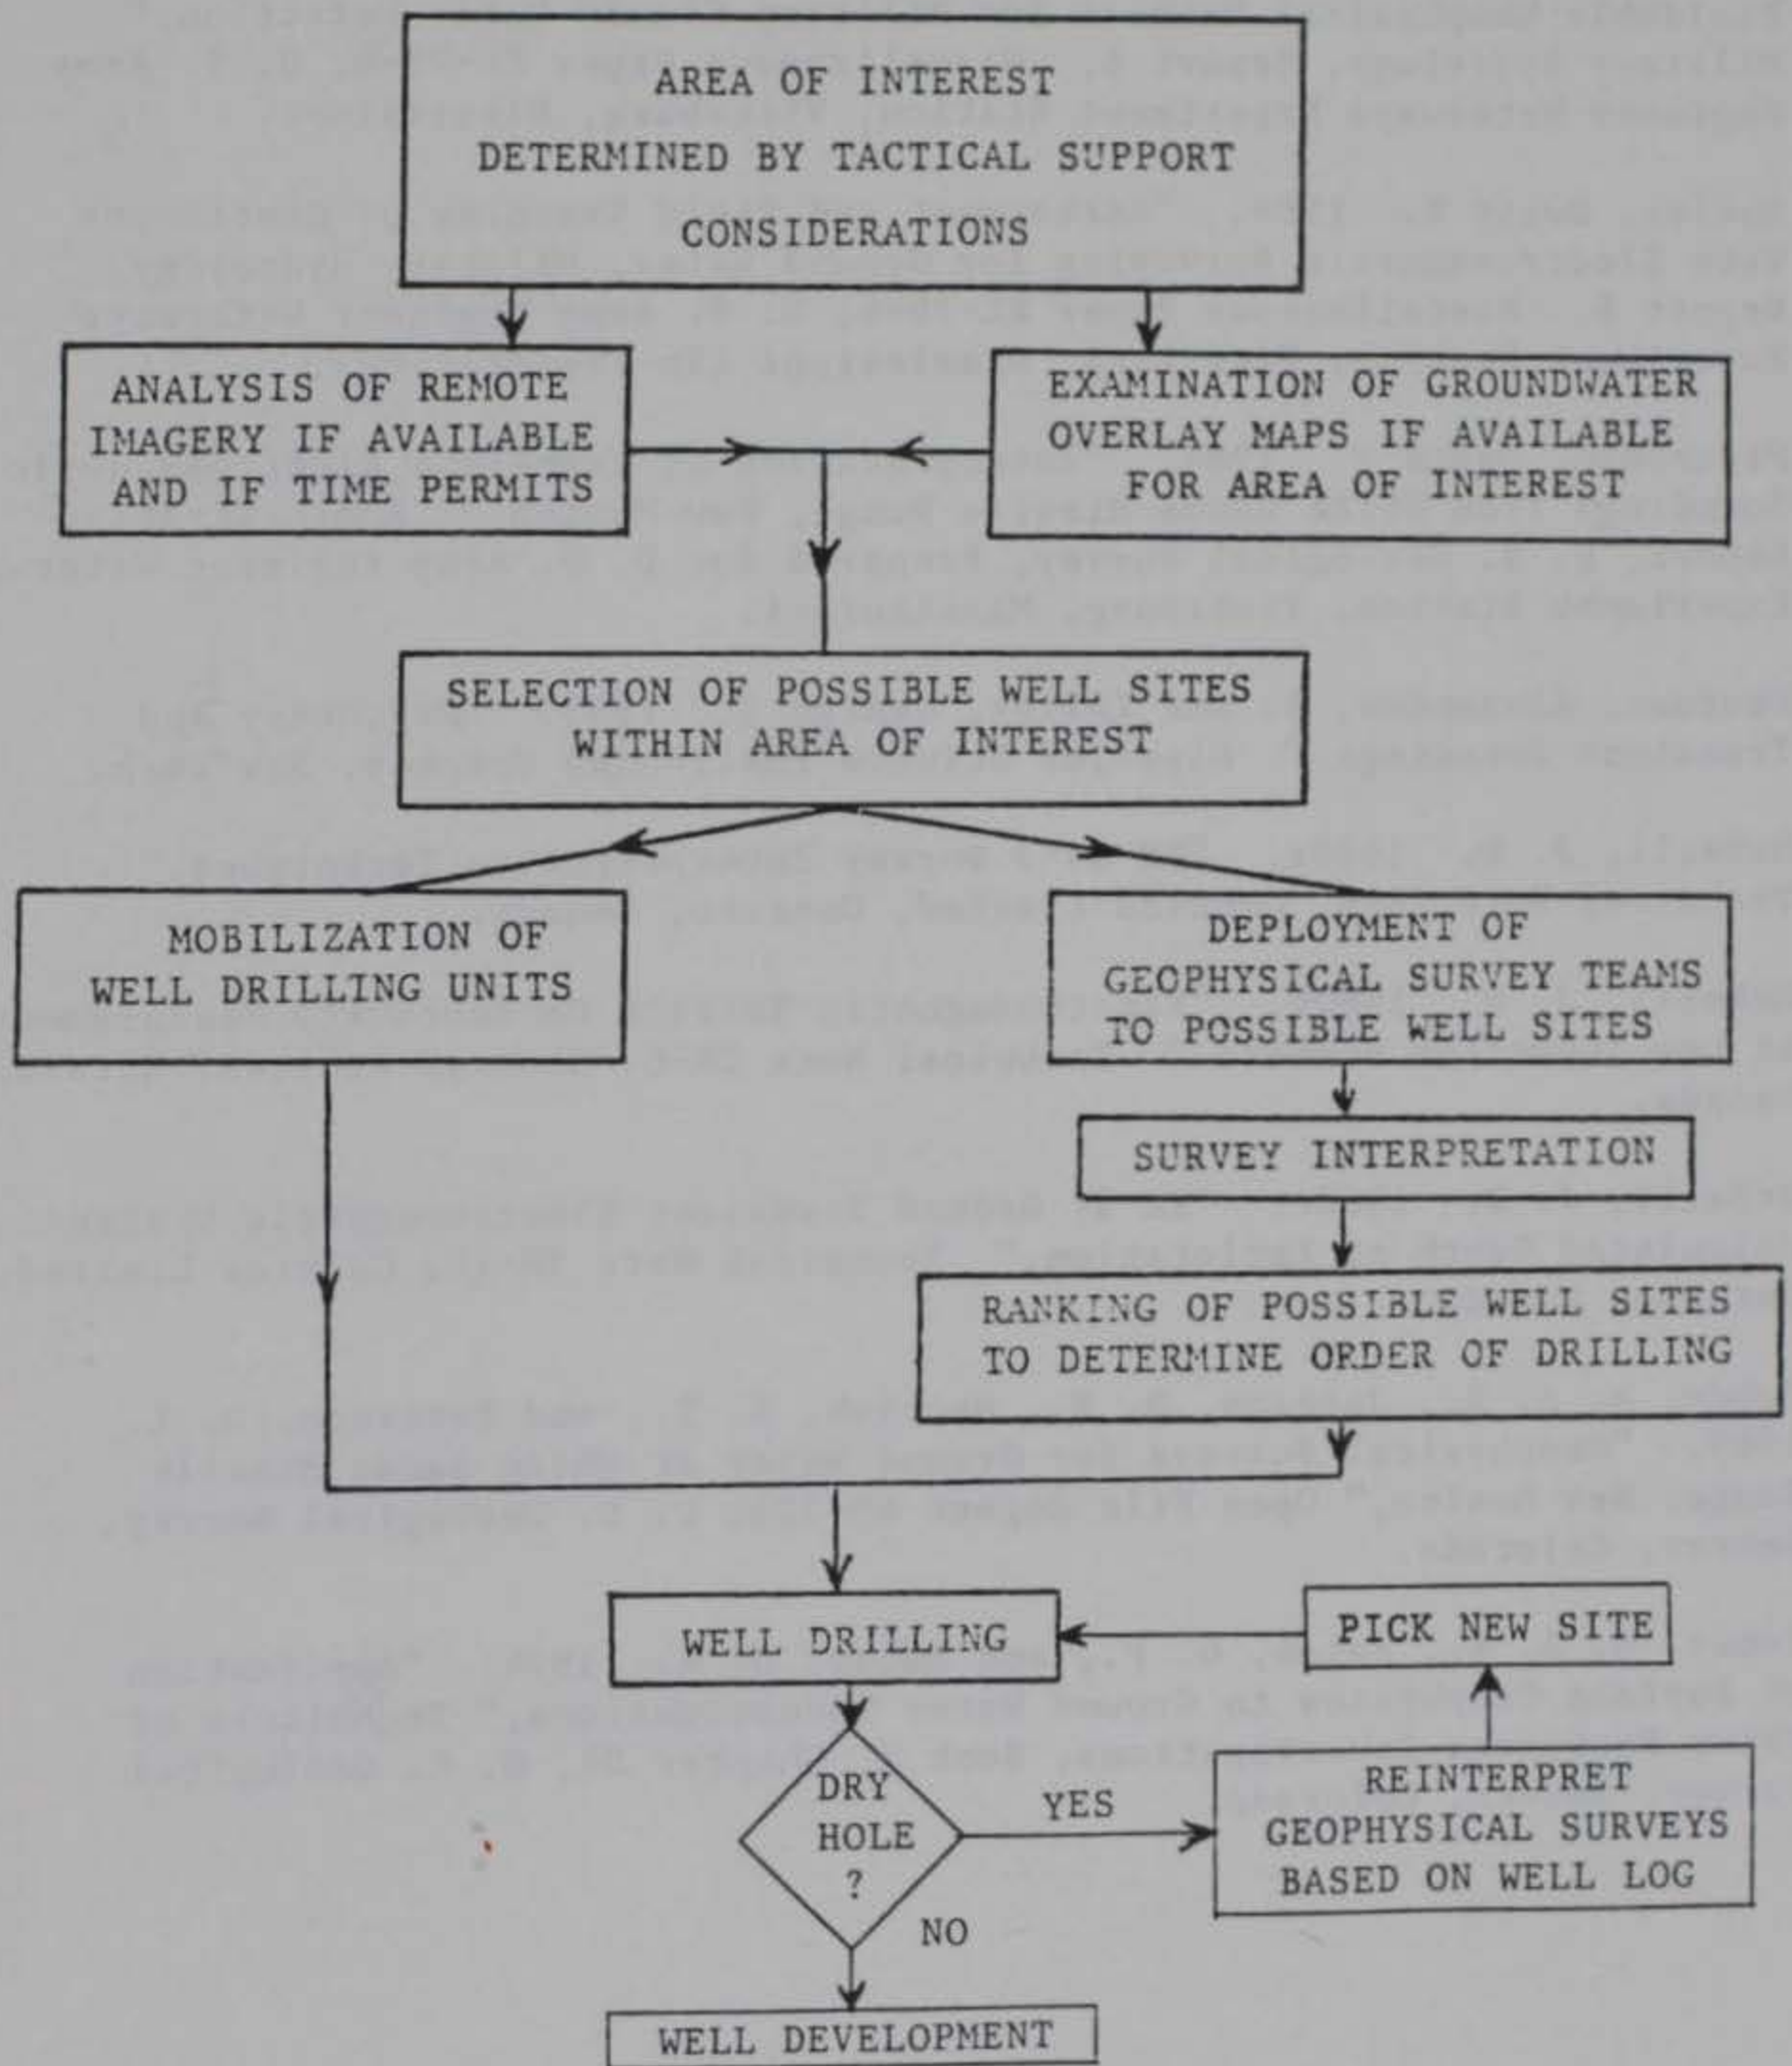 AREA OF INTEREST
DETERMINED BY TACTICAL SUPPORT
CONSIDERATIONS
ANALYSIS OF REMOTE
IMAGERY IF AVAILABLE
AND IF TIME PERMITS
EXAMINATION OF GROUNDWATER
OVERLAY MAPS IF AVAILABLE
FOR AREA OF INTEREST
SELECTION OF POSSIBLE WELL SITES
WITHIN AREA OF INTEREST
MOBILIZATION OF
WELL DRILLING UNITS
DEPLOYMENT OF
GEOPHYSICAL SURVEY TEAMS
TO POSSIBLE WELL SITES
SURVEY INTERPRETATION
RANKING OF POSSIBLE WELL SITES
TO DETERMINE ORDER OF DRILLING
WELL DRILLING
PICK NEW SITE
DRY
HOLE
?
YES
REINTERPRET
GEOPHYSICAL SURVEYS
BASED ON WELL LOG
NO
WELL DEVELOPMENT